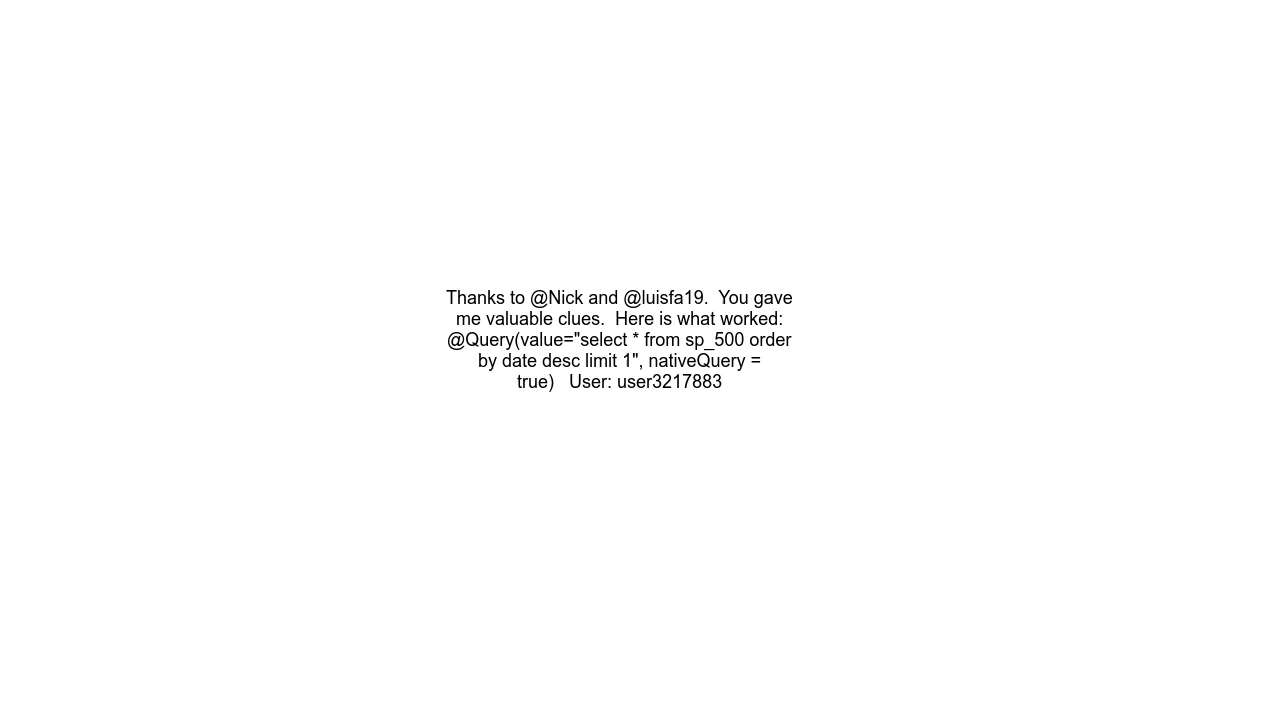 Thanks to @Nick and @luisfa19.  You gave
me valuable clues.  Here is what worked:
@Query(value="select * from sp_500 order
by date desc limit 1", nativeQuery =
true)   User: user3217883